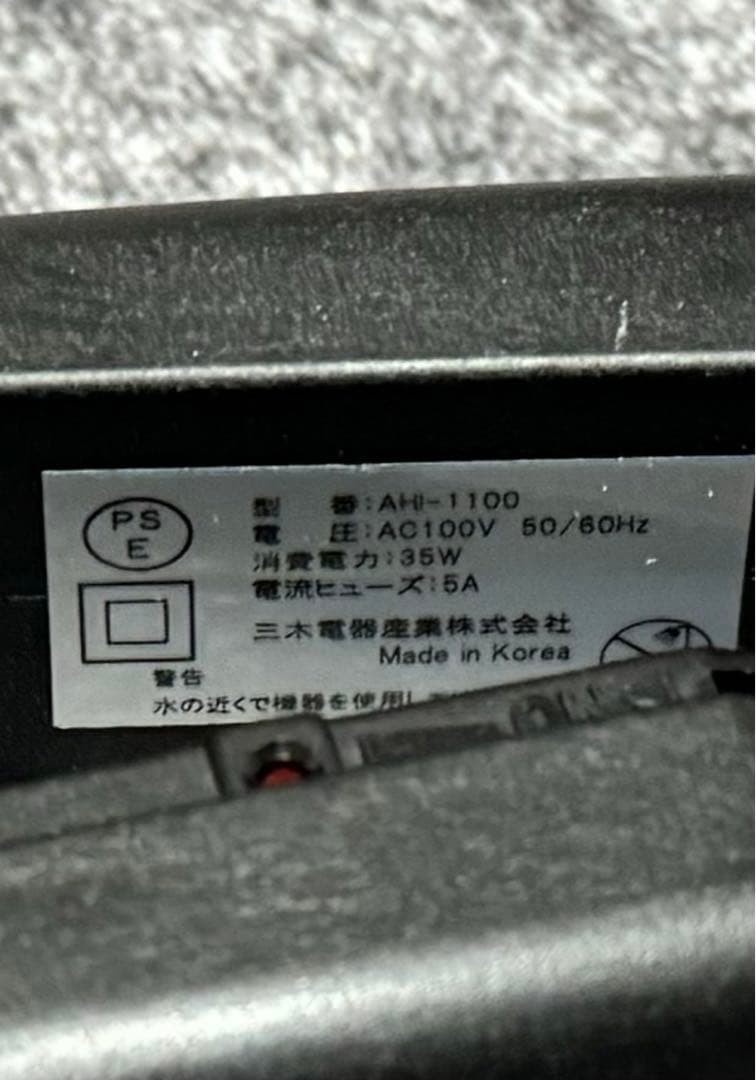 PS
E
型 番:AHI-1100
電 圧:AC100V 50/60Hz
消費電力:35W
電流ヒューズ:5A
三木電器産業株式会社
Made in Korea
警告
水の近くで機器を使用し